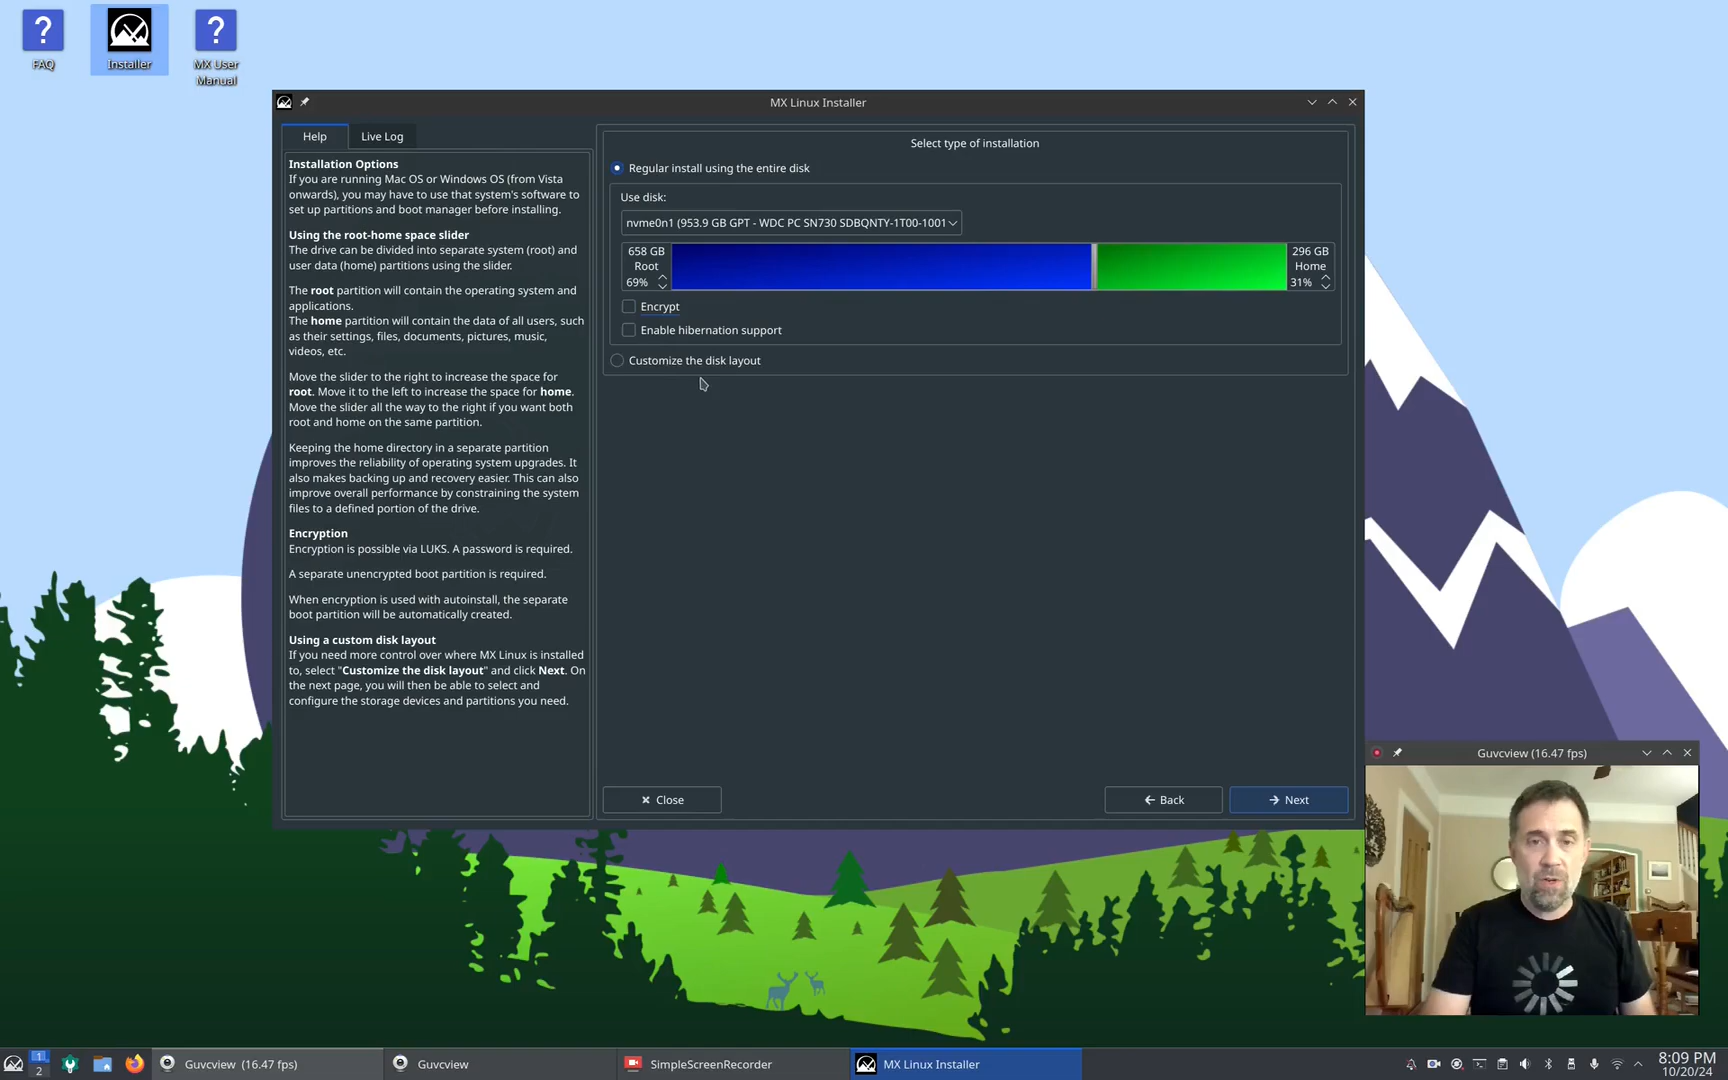 FAQ
Installer
MX User
Manual
MX Linux Installer
Help
Live Log
Installation Options
If you are running Mac OS or Windows OS (from Vista
onwards), you may have to use that system's software to
set up partitions and boot manager before installing.
Using the root-home space slider
The drive can be divided into separate system (root) and
user data (home) partitions using the slider.
The root partition will contain the operating system and
applications.
The home partition will contain the data of all users, such
as their settings, files, documents, pictures, music,
videos, etc.
Move the slider to the right to increase the space for
root. Move it to the left to increase the space for home.
Move the slider all the way to the right if you want both
root and home on the same partition.
Keeping the home directory in a separate partition
improves the reliability of operating system upgrades. It
also makes backing up and recovery easier. This can also
improve overall performance by constraining the system
files to a defined portion of the drive.
Encryption
Encryption is possible via LUKS. A password is required.
A separate unencrypted boot partition is required.
When encryption is used with autoinstall, the separate
boot partition will be automatically created.
Using a custom disk layout
If you need more control over where MX Linux is installed
to, select "Customize the disk layout" and click Next. On
the next page, you will then be able to select and
configure the storage devices and partitions you need.
Select type of installation
Regular install using the entire disk
Use disk:
nvme0n1 (953.9 GB GPT - WDC PC SN730 SDBQNTY-1T00-1001
658 GB
Root
69%
296 GB
Home
31%
Encrypt
Enable hibernation support
Customize the disk layout
Close
Back
Next
Guvcview (16.47 fps)
1
2
Guvcview (16.47 fps)
Guvcview
SimpleScreenRecorder
MX Linux Installer
8:09 PM
10/20/24